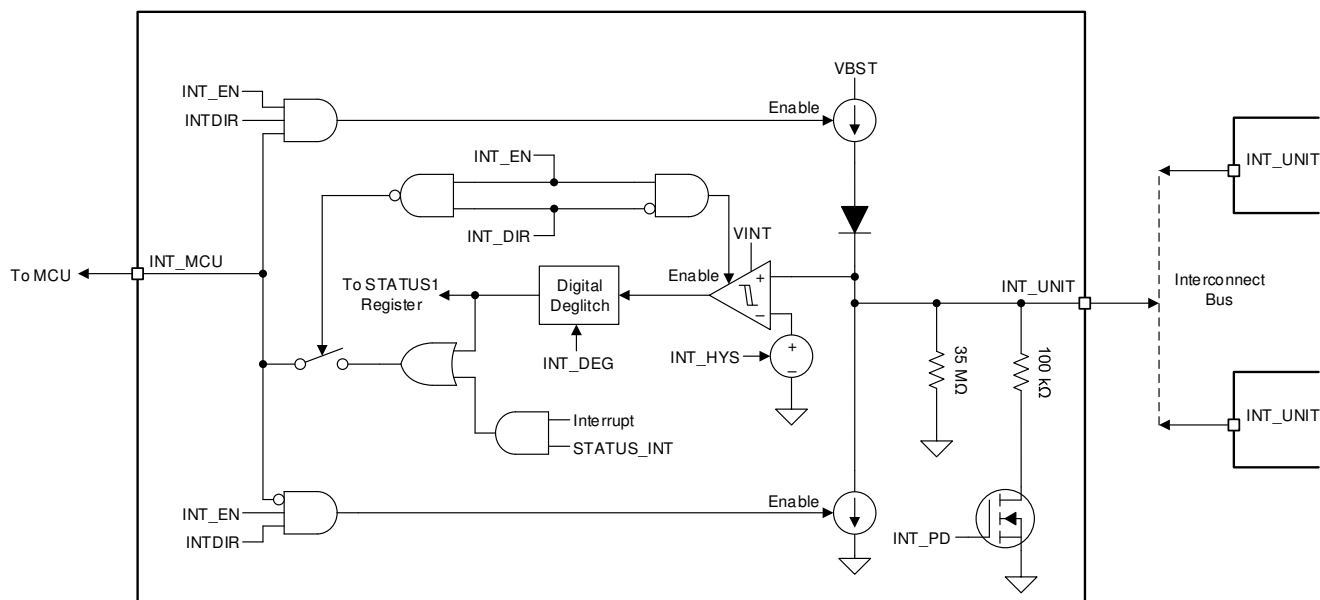 VBST
INT_EN
Enable
INTDIR
INT_UNIT
INT_EN
INT_DIR
VINT
INT_MCU
To MCU
To STATUS1
Register
Digital
Deglitch
Enable
+
−
INT_UNIT
Interconnect
Bus
INT_DEG
INT_HYS
+
−
35 MΩ
100 kΩ
INT_UNIT
Interrupt
STATUS_INT
Enable
INT_EN
INTDIR
INT_PD